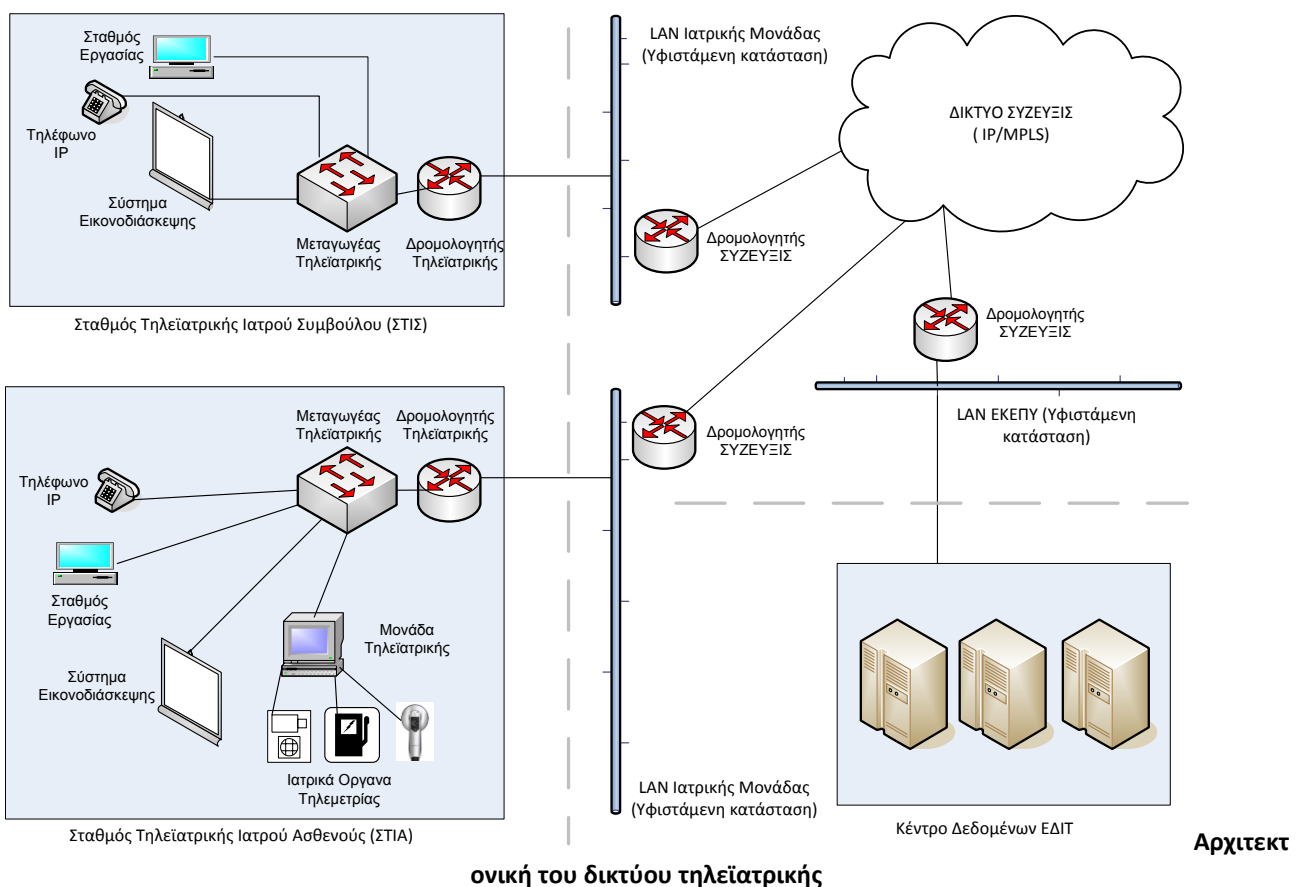 Σταθμός
Εργασίας
Τηλέφωνο
IP
Σύστημα
Εικονοδιάσκεψης
Μεταγωγέας
Τηλεϊατρικής
Δρομολογητής
Τηλεϊατρικής
Σταθμός Τηλεϊατρικής Ιατρού Συμβούλου (ΣΤΙΣ)
LAN Ιατρικής Μονάδας
(Υφιστάμενη κατάσταση)
ΔΙΚΤΥΟ ΣΥΖΕΥΞΙΣ
( IP/MPLS)
Δρομολογητής
ΣΥΖΕΥΞΙΣ
Δρομολογητής
ΣΥΖΕΥΞΙΣ
LAN ΕΚΕΠΥ (Υφιστάμενη
κατάσταση)
Μεταγωγέας
Τηλεϊατρικής
Δρομολογητής
Τηλεϊατρικής
Δρομολογητής
ΣΥΖΕΥΞΙΣ
Τηλέφωνο
IP
Σταθμός
Εργασίας
Σύστημα
Εικονοδιάσκεψης
Μονάδα
Τηλεϊατρικής
Ιατρικά Οργανα
Τηλεμετρίας
Σταθμός Τηλεϊατρικής Ιατρού Ασθενούς (ΣΤΙΑ)
LAN Ιατρικής Μονάδας
(Υφιστάμενη κατάσταση)
Κέντρο Δεδομένων ΕΔΙΤ
Αρχιτεκτ
ονική του δικτύου τηλεϊατρικής